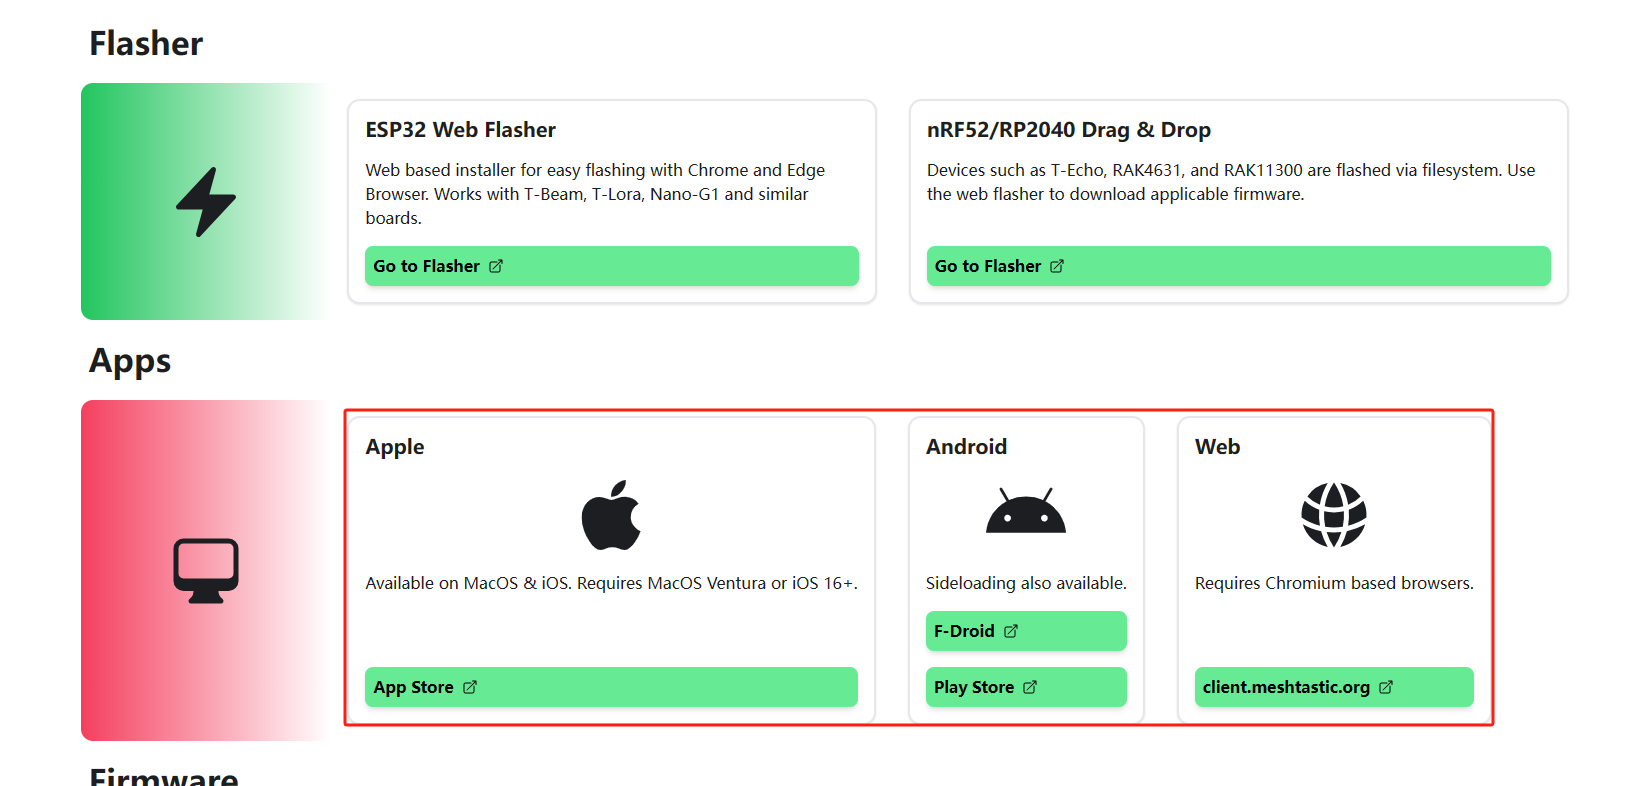 Flasher
ESP32 Web Flasher
Web based installer for easy flashing with Chrome and Edge
Browser. Works with T-Beam, T-Lora, Nano-G1 and similar
boards.
Go to Flasher
nRF52/RP2040 Drag & Drop
Devices such as T-Echo, RAK4631, and RAK11300 are flashed via filesystem. Use
the web flasher to download applicable firmware.
Go to Flasher
Apps
Apple
Available on MacOS & iOS. Requires MacOS Ventura or iOS 16+.
App Store
Android
Sideloading also available.
F-Droid
Play Store
Web
Requires Chromium based browsers.
client.meshtastic.org
Firmware